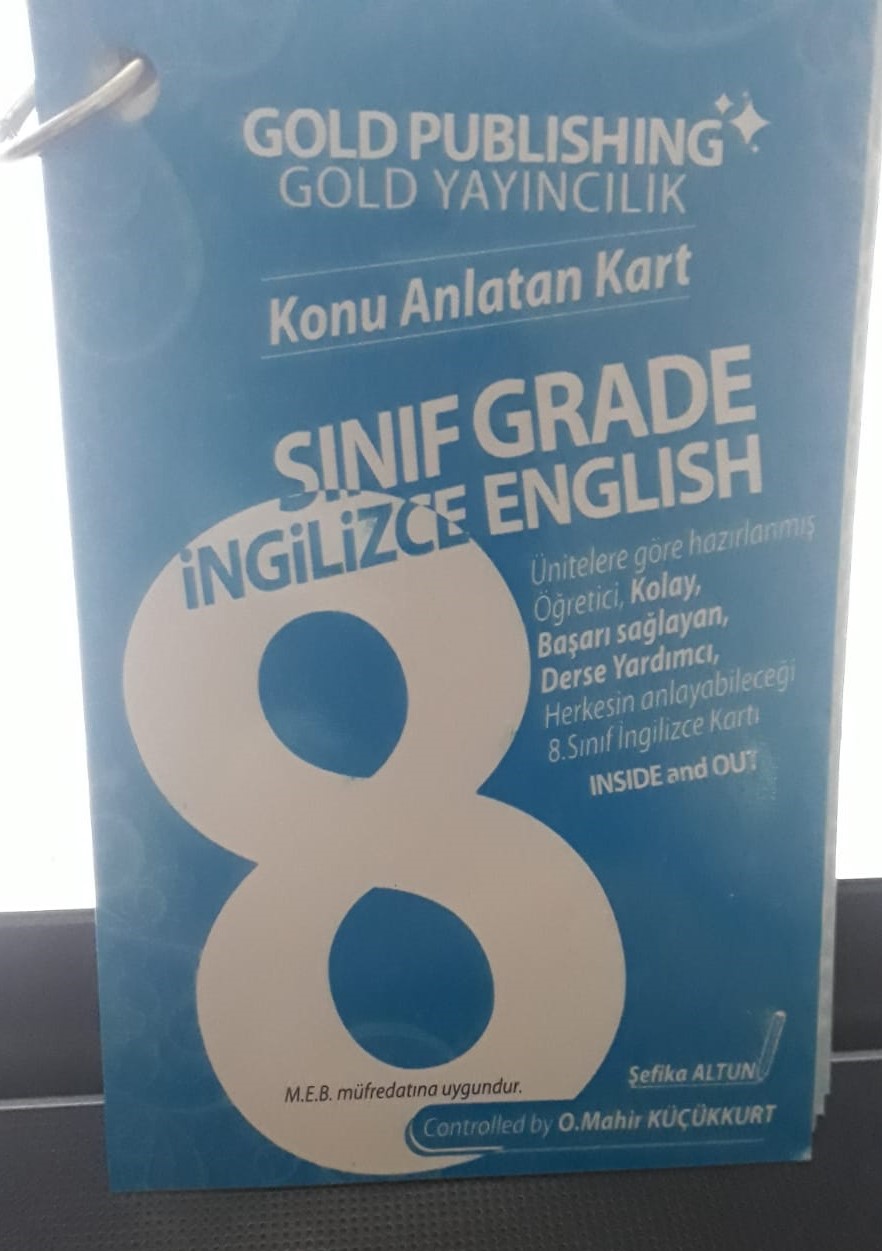 GOLD PUBLISHING
GOLD YAYINCILIK
Konu Anlatan Kart
SINIF GRADE
İNGİLİZCE ENGLISH
8
Ünitelere göre hazırlanmış
Öğretici, Kolay,
Başarı sağlayan,
Derse Yardımcı,
Herkesin anlayabileceği
8.Sınıf İngilizce Kartı
INSIDE and OUT
M.E.B. müfredatına uygundur.
Şefika ALTUN
Controlled by O.Mahir KÜÇÜKKURT